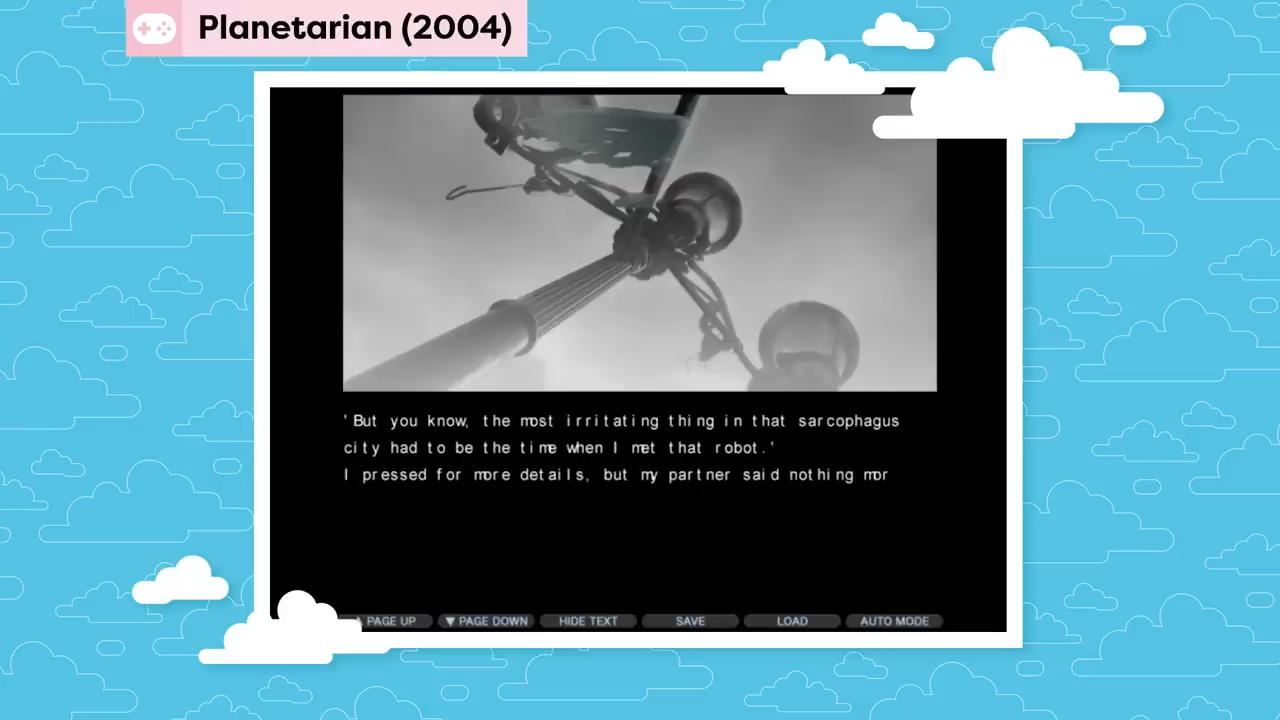 Planetarian (2004)
'But you know, the most irritating thing in that sarcophagus
city had to be the time when I met that robot.'
I pressed for more details, but my partner said nothing mor
PAGE UP
▼ PAGE DOWN
HIDE TEXT
SAVE
LOAD
AUTO MODE